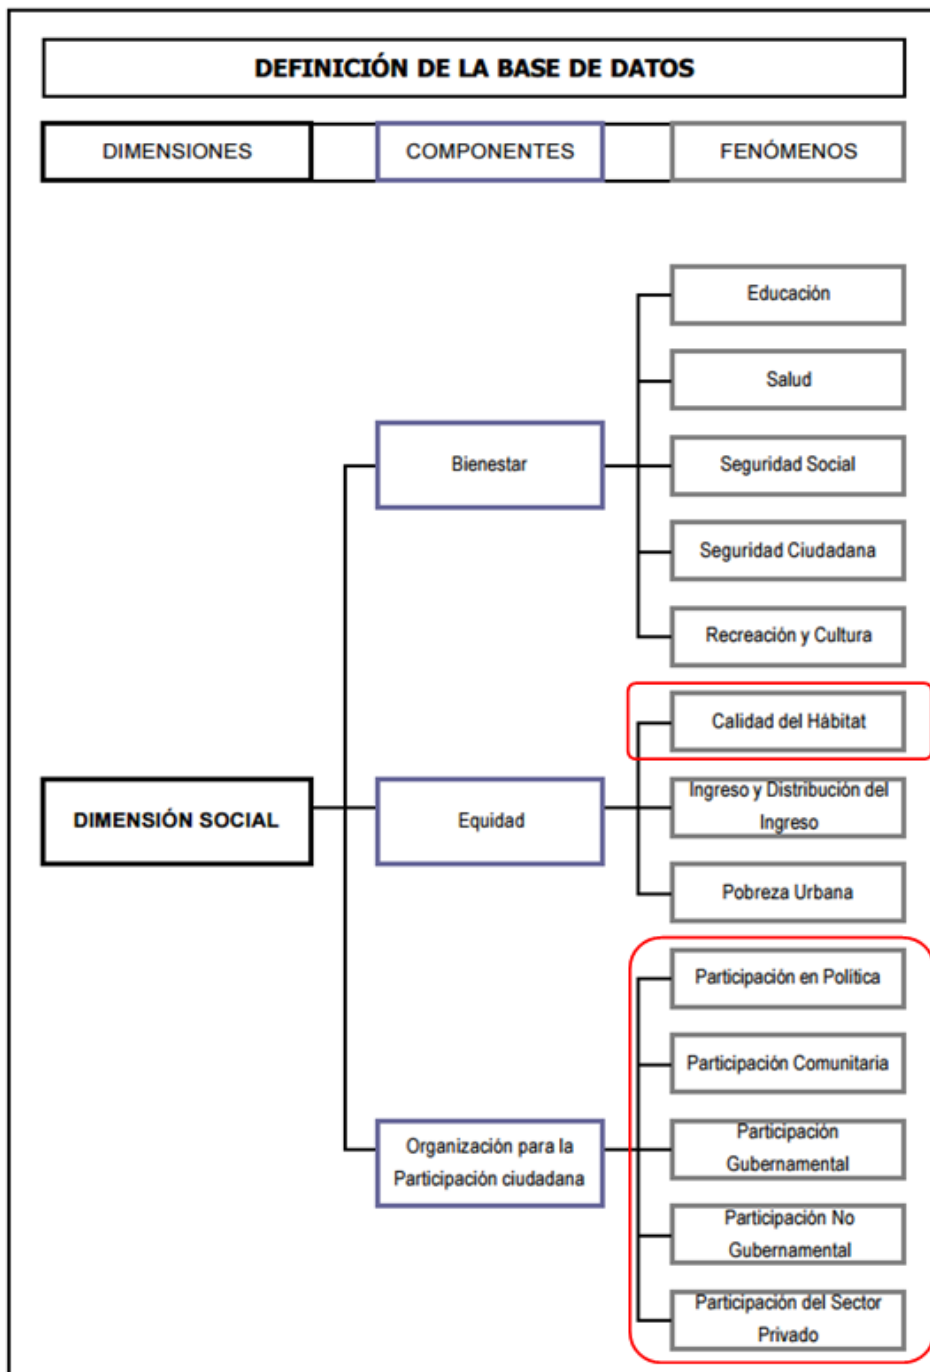 DEFINICIÓN DE LA BASE DE DATOS
DIMENSIONES
COMPONENTES
FENÓMENOS
Educación
Salud
Bienestar
Seguridad Social
Seguridad Ciudadana
Recreación y Cultura
Calidad del Hábitat
DIMENSIÓN SOCIAL
Equidad
Ingreso y Distribución del
Ingreso
Pobreza Urbana
Participación en Política
Participación Comunitaria
Organización para la
Participación ciudadana
Participación
Gubernamental
Participación No
Gubernamental
Participación del Sector
Privado